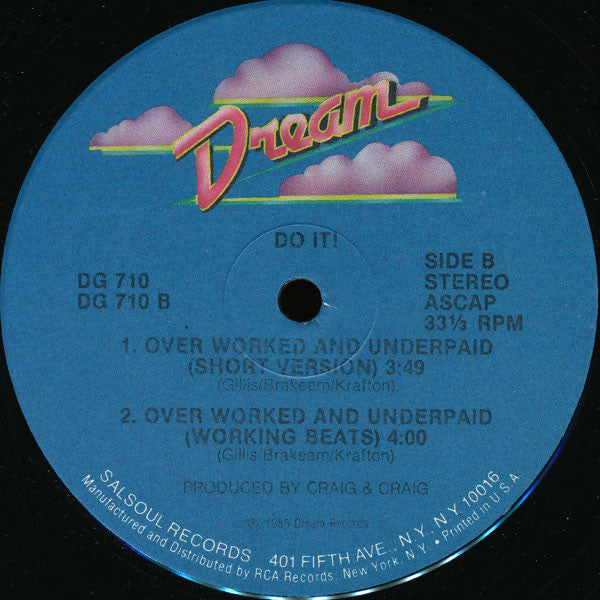 Dream
DO IT!
DG 710
DG 710 B
SIDE B
STEREO
ASCAP
33⅓ RPM
1. OVER WORKED AND UNDERPAID
(SHORT VERSION) 3:49
(Gillis/Brakeem/Krafton)
2. OVER WORKED AND UNDERPAID
(WORKING BEATS) 4:00
(Gillis/Brakeem/Krafton)
PRODUCED BY CRAIG & CRAIG
℗ 1985 Dream Records
SALSOUL RECORDS 401 FIFTH AVE., N.Y., N.Y. 10016
Manufactured and Distributed by RCA Records, New York, N.Y. • Printed in U.S.A